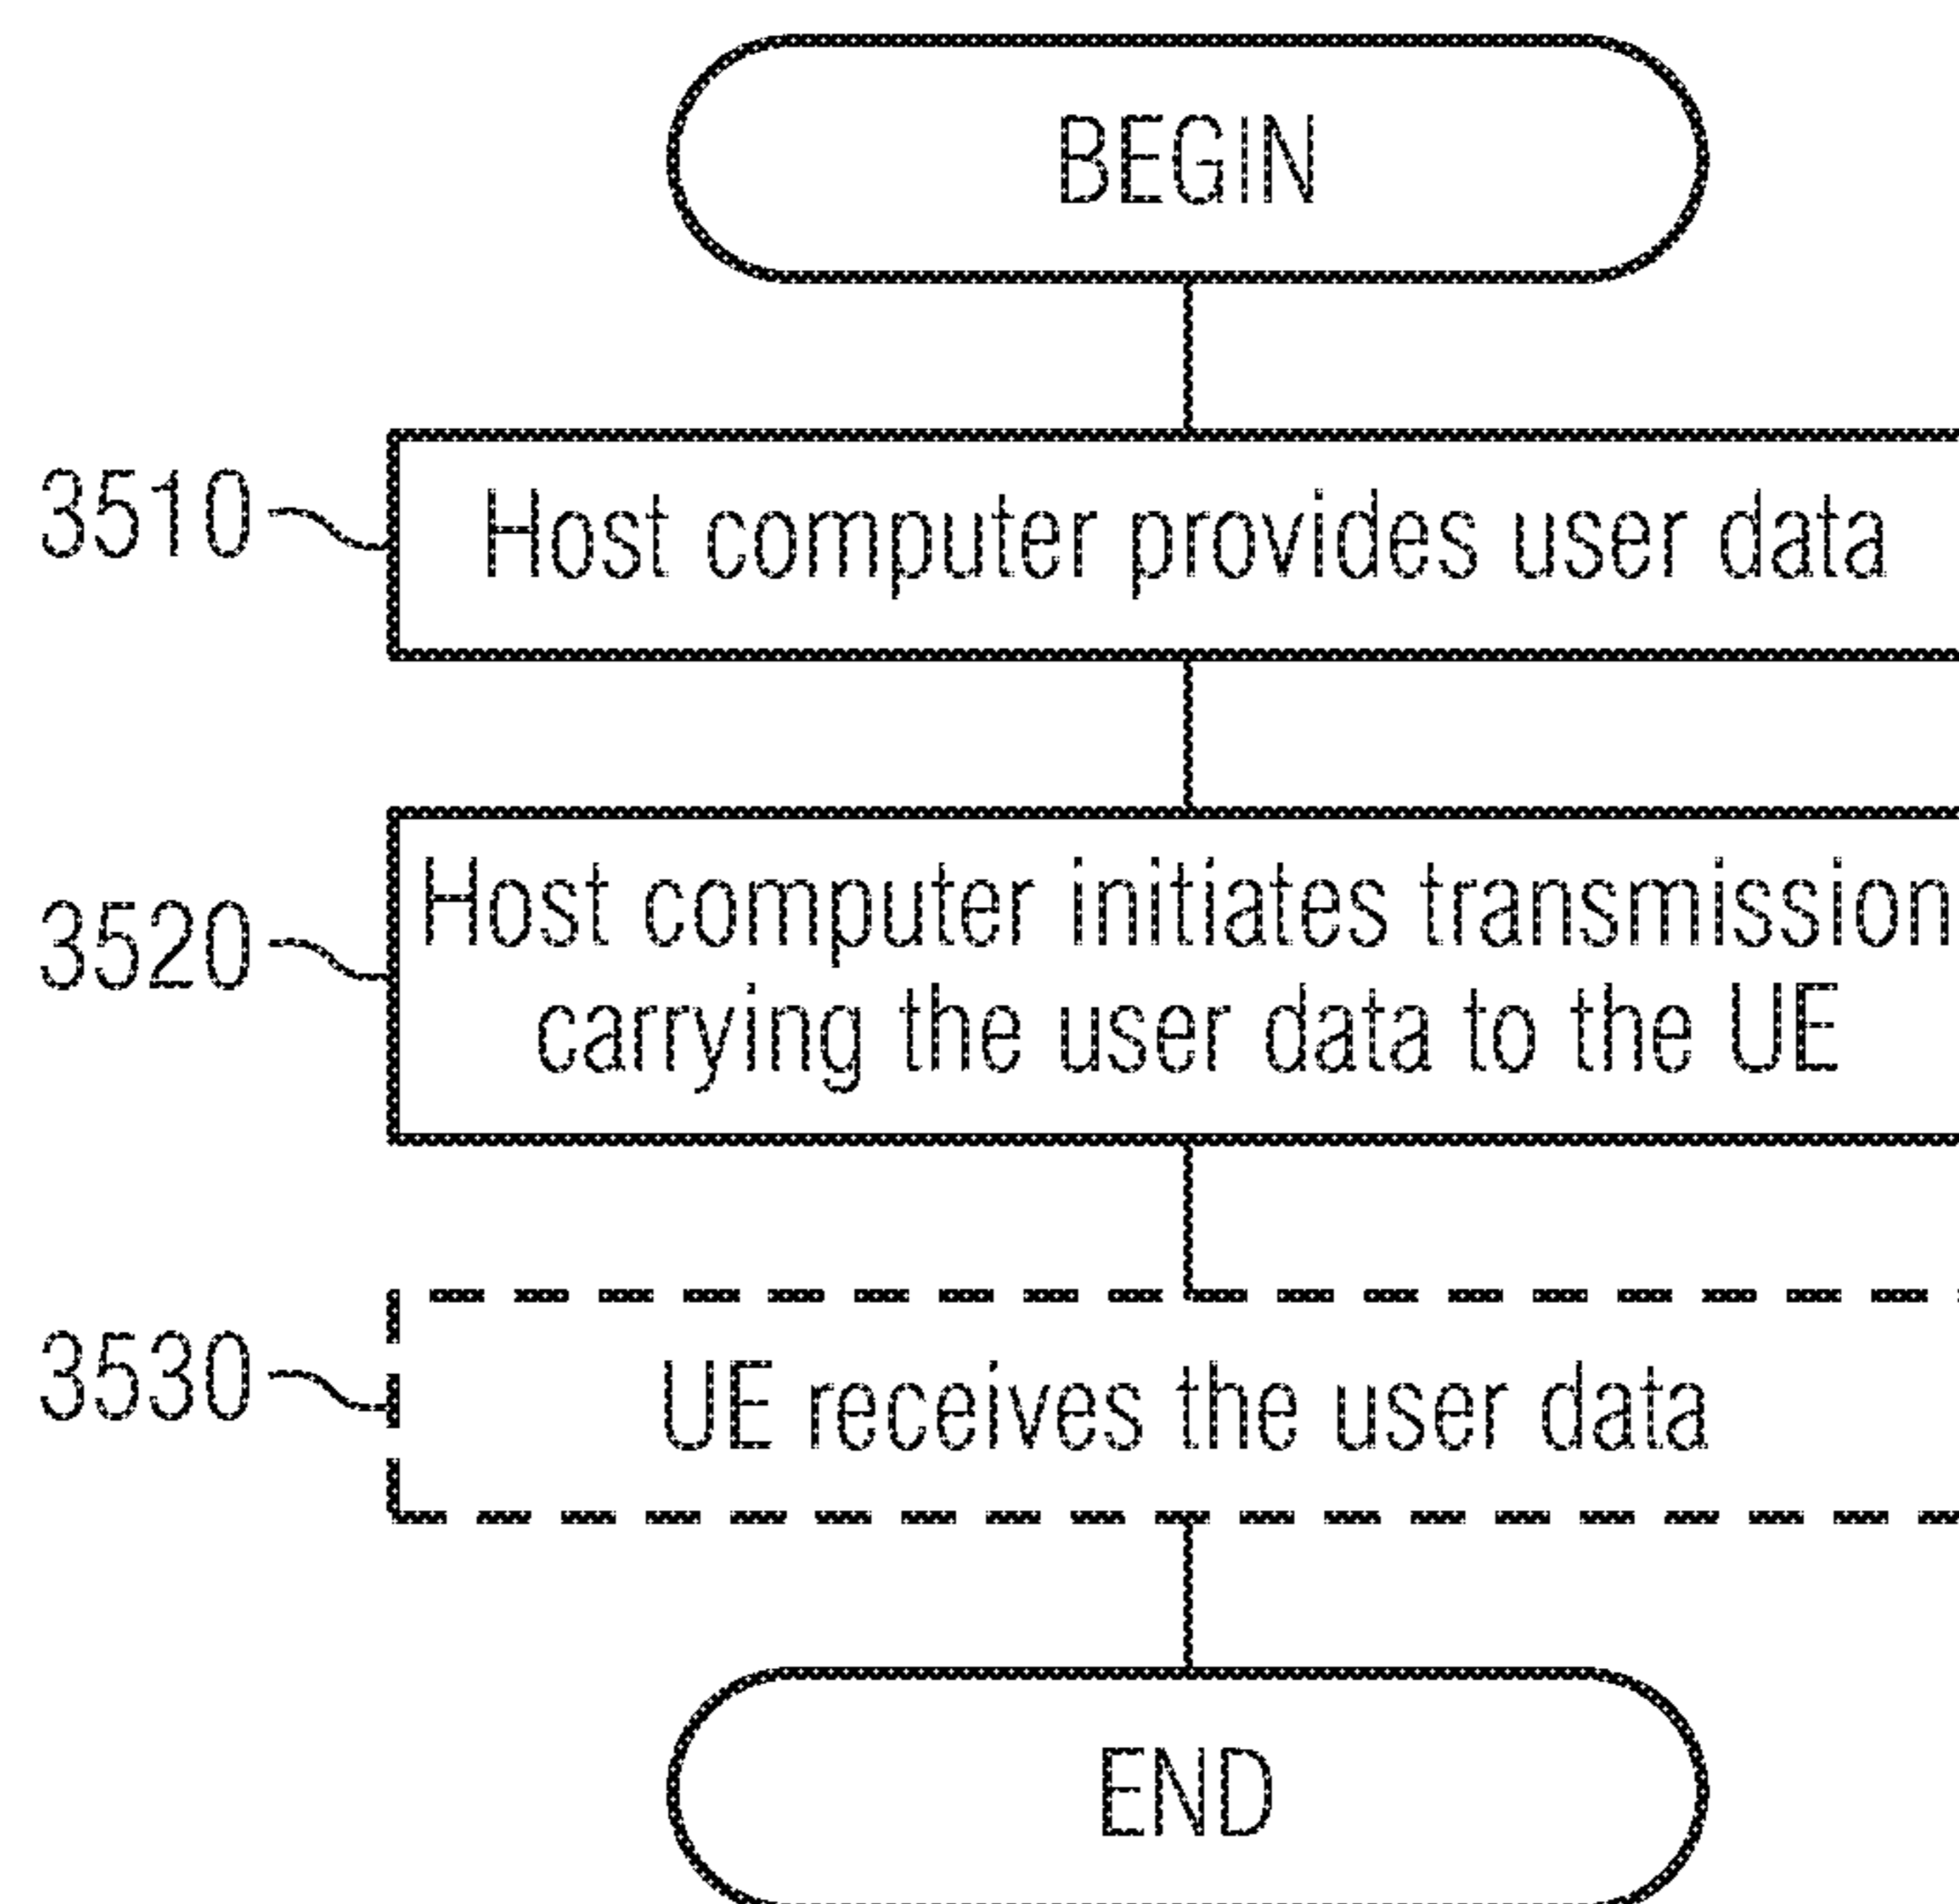 BEGIN
3510
Host computer provides user data
3520
Host computer initiates transmission
carrying the user data to the UE
3530
UE receives the user data
END